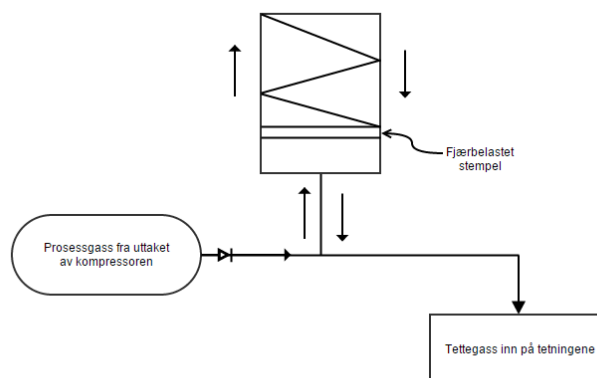 Fjærbelastet
stempel
Prosessgass fra uttaket
av kompressoren
Tettegass inn på tetningene